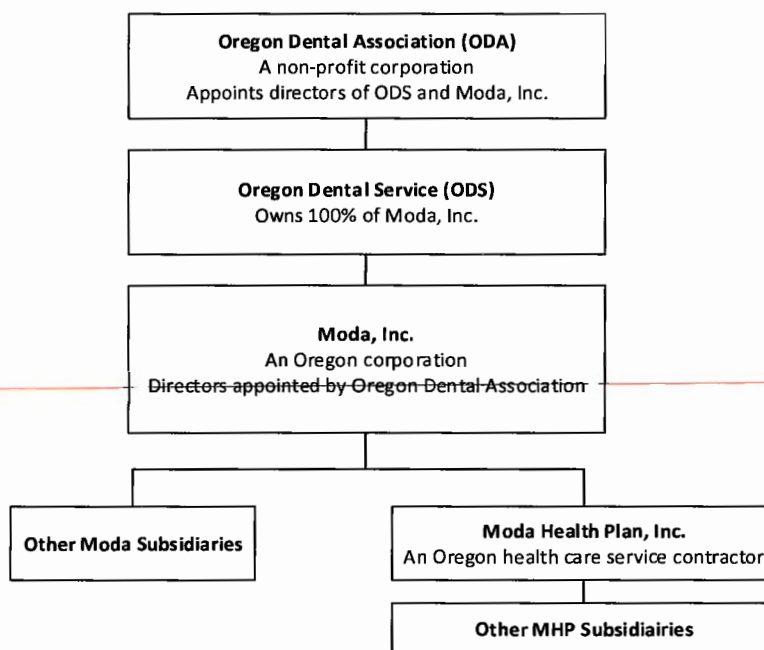 Oregon Dental Association (ODA)
A non-profit corporation
Appoints directors of ODS and Moda, Inc.
Oregon Dental Service (ODS)
Owns 100% of Moda, Inc.
Moda, Inc.
An Oregon corporation
Directors appointed by Oregon Dental Association
Other Moda Subsidiaries
Moda Health Plan, Inc.
An Oregon health care service contractor
Other MHP Subsidiairies